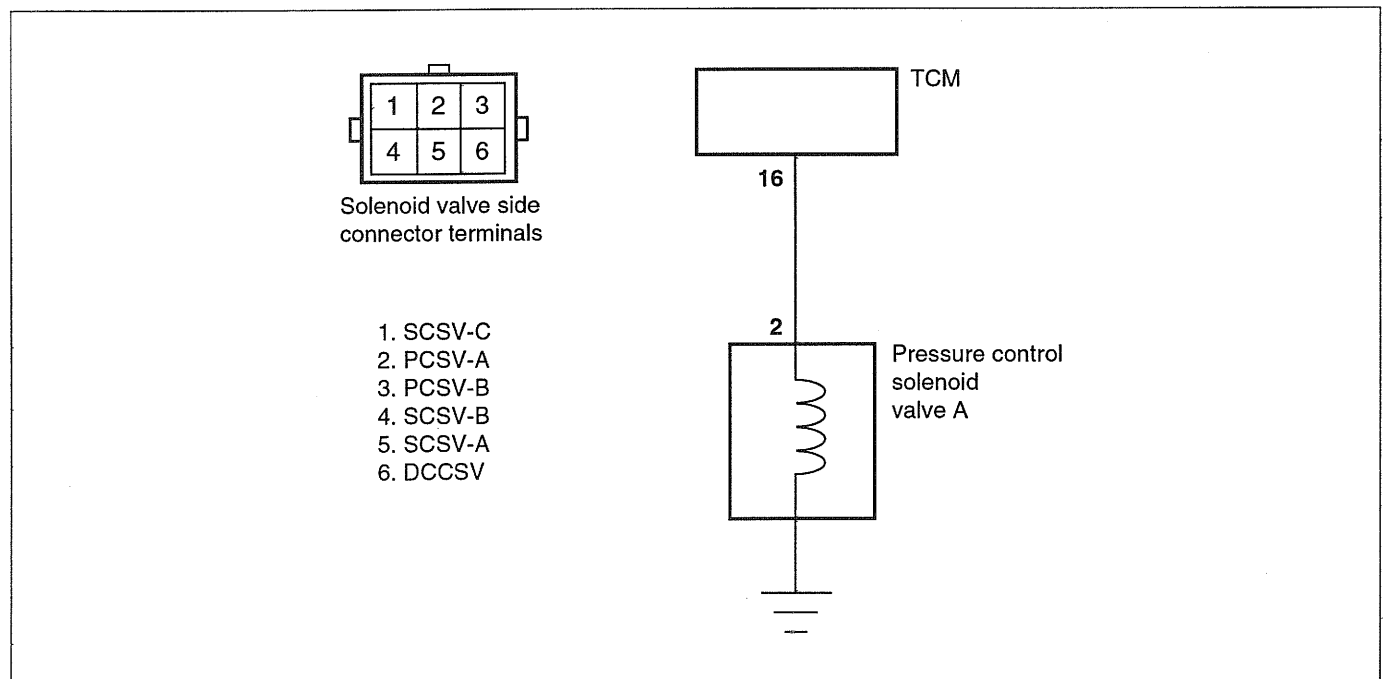 1 2 3
4 5 6
Solenoid valve side
connector terminals
1. SCSV-C
2. PCSV-A
3. PCSV-B
4. SCSV-B
5. SCSV-A
6. DCCSV
TCM
16
2
Pressure control
solenoid
valve A